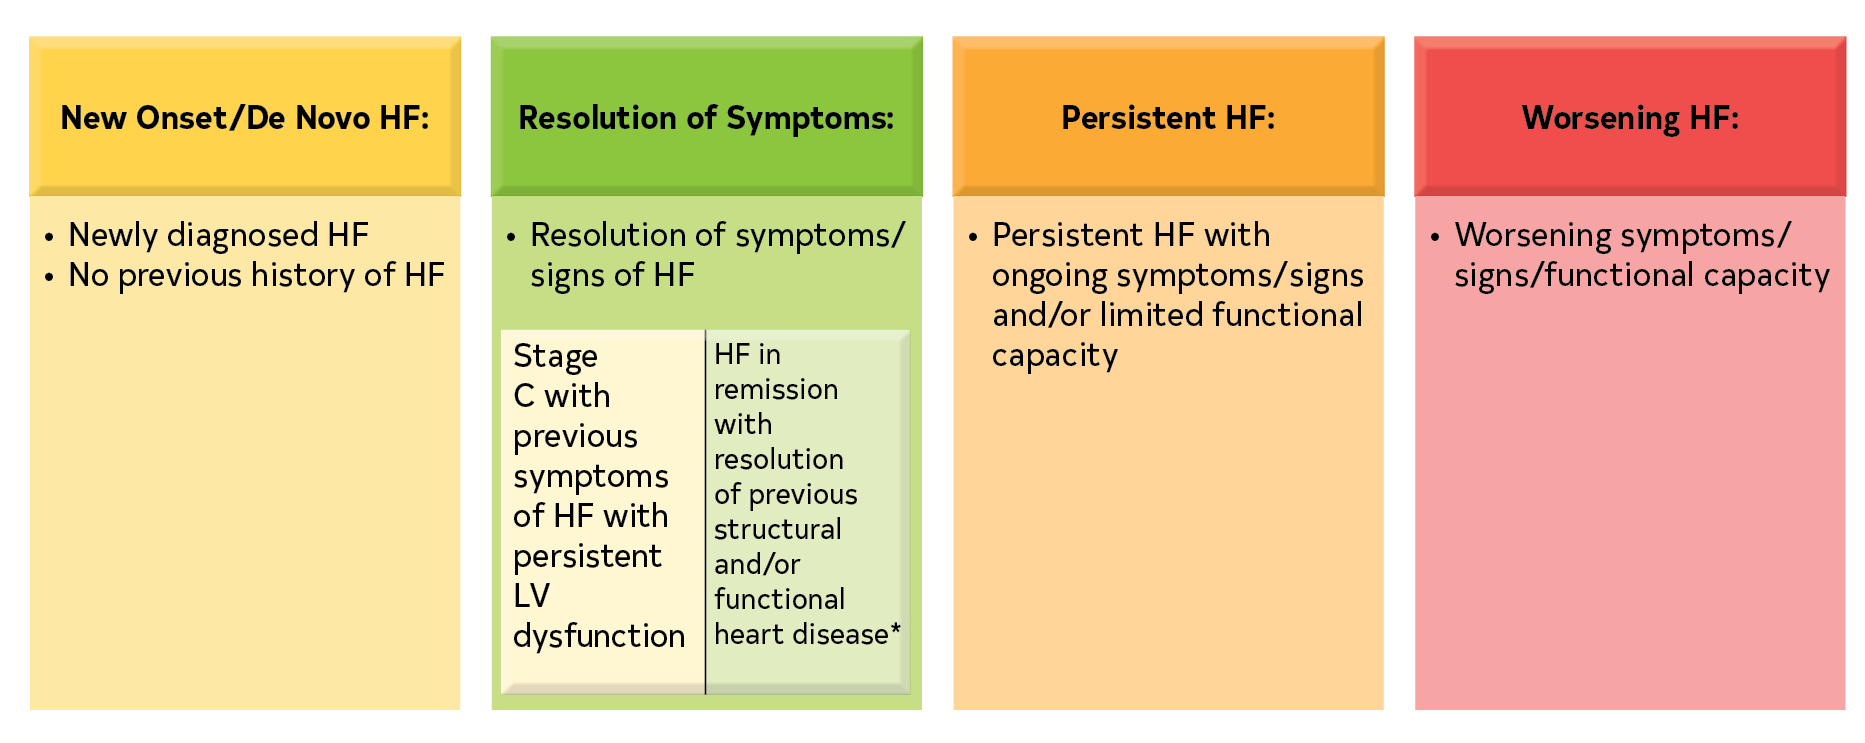 New Onset/De Novo HF:
• Newly diagnosed HF
• No previous history of HF
Resolution of Symptoms:
• Resolution of symptoms/
signs of HF
Stage
C with
previous
symptoms
of HF with
persistent
LV
dysfunction
HF in
remission
with
resolution
of previous
structural
and/or
functional
heart disease*
Persistent HF:
• Persistent HF with
ongoing symptoms/signs
and/or limited functional
capacity
Worsening HF:
• Worsening symptoms/
signs/functional capacity